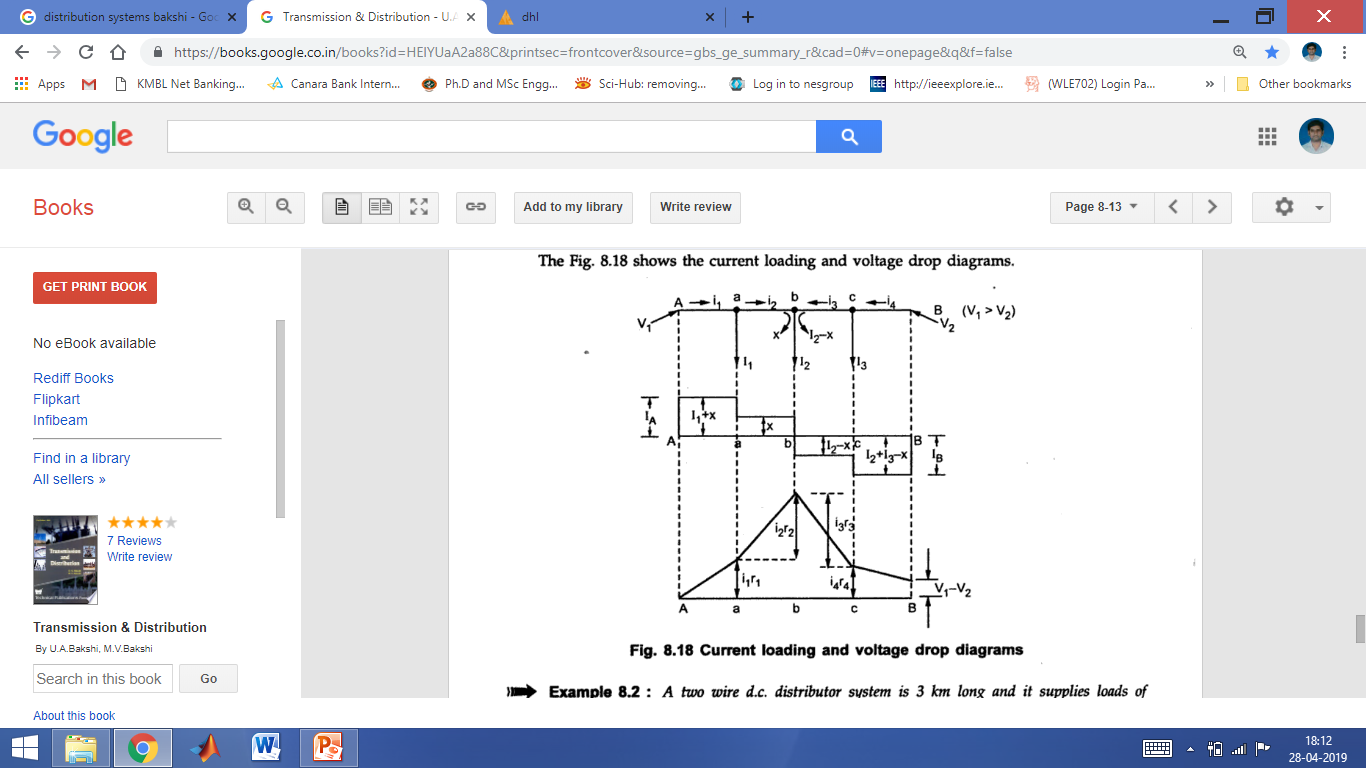 distribution systems bakshi - Goo
Transmission & Distribution - U.A
dhl
https://books.google.co.in/books?id=HElYUaA2a88C&printsec=frontcover&source=gbs_ge_summary_r&cad=0#v=onepage&q&f=false
Apps
KMBL Net Banking...
Canara Bank Intern...
Ph.D and MSc Engg...
Sci-Hub: removing...
Log in to nesgroup
IEEE http://ieeexplore.ie...
(WLE702) Login Pa...
»
Other bookmarks
Google
Books
Add to my library
Write review
Page 8-13
GET PRINT BOOK
No eBook available
Rediff Books
Flipkart
Infibeam
Find in a library
All sellers »
7 Reviews
Write review
Transmission and Distribution
Transmission & Distribution
By U.A.Bakshi, M.V.Bakshi
Search in this book
Go
About this book
The Fig. 8.18 shows the current loading and voltage drop diagrams.
A i₁ a i₂ b i₃ c i₄ B (V₁ > V₂)
V₁ x I₂–x V₂
I₁ I₂ I₃
I_A I₁+x x
A a b I₂–x c I₂+I₃–x B I_B
i₂r₂ i₃r₃
i₁r₁ i₄r₄ V₁–V₂
A a b c B
Fig. 8.18 Current loading and voltage drop diagrams
Example 8.2 : A two wire d.c. distributor system is 3 km long and it supplies loads of
18:12
28-04-2019